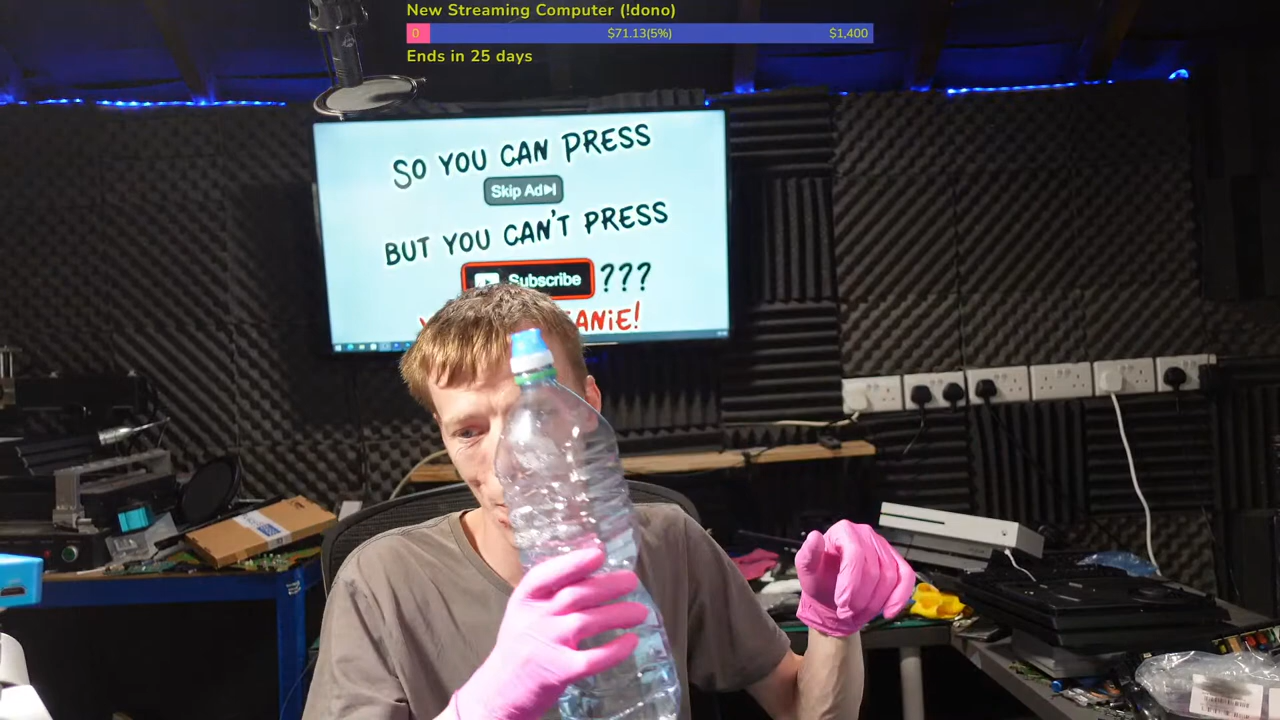 New Streaming Computer (!dono)
0 $71.13(5%) $1,400
Ends in 25 days
SO YOU CAN PRESS
Skip Ad
BUT YOU CAN'T PRESS
Subscribe ???